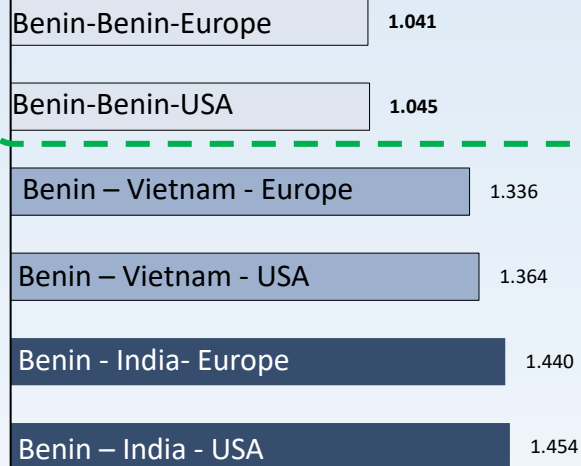 Benin-Benin-Europe 1.041
Benin-Benin-USA 1.045
Benin – Vietnam - Europe 1.336
Benin – Vietnam - USA 1.364
Benin - India- Europe 1.440
Benin – India - USA 1.454